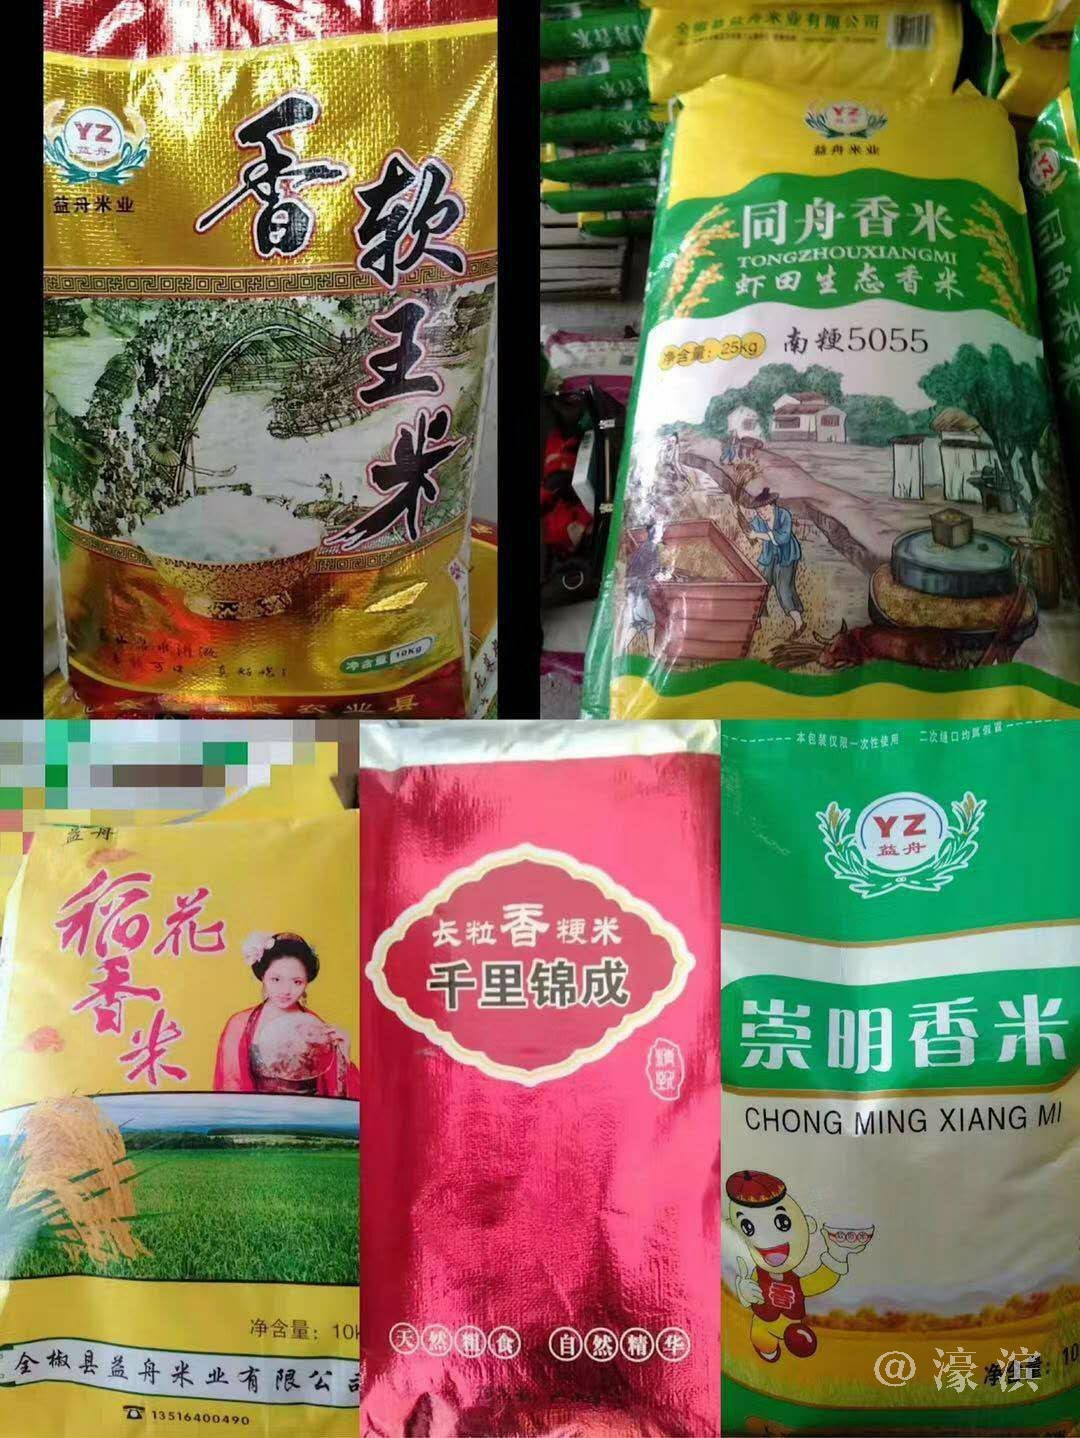 YZ
益舟
益舟米业
香软王米
净含量 10Kg
全椒县益舟米业有限公司
YZ
益舟米业
同舟香米
TONGZHOUXIANGMI
虾田生态香米
净含量：25kg
南粳5055
益舟
稻花香米
净含量：10k
全椒县益舟米业有限公司
☎ 13516400490
长粒香粳米
千里锦成
天然粗食 自然精华
本包装仅限一次性使用 二次缝口均属假冒
YZ
益舟
崇明香米
CHONG MING XIANG MI
香
净含量：10
@濠滨